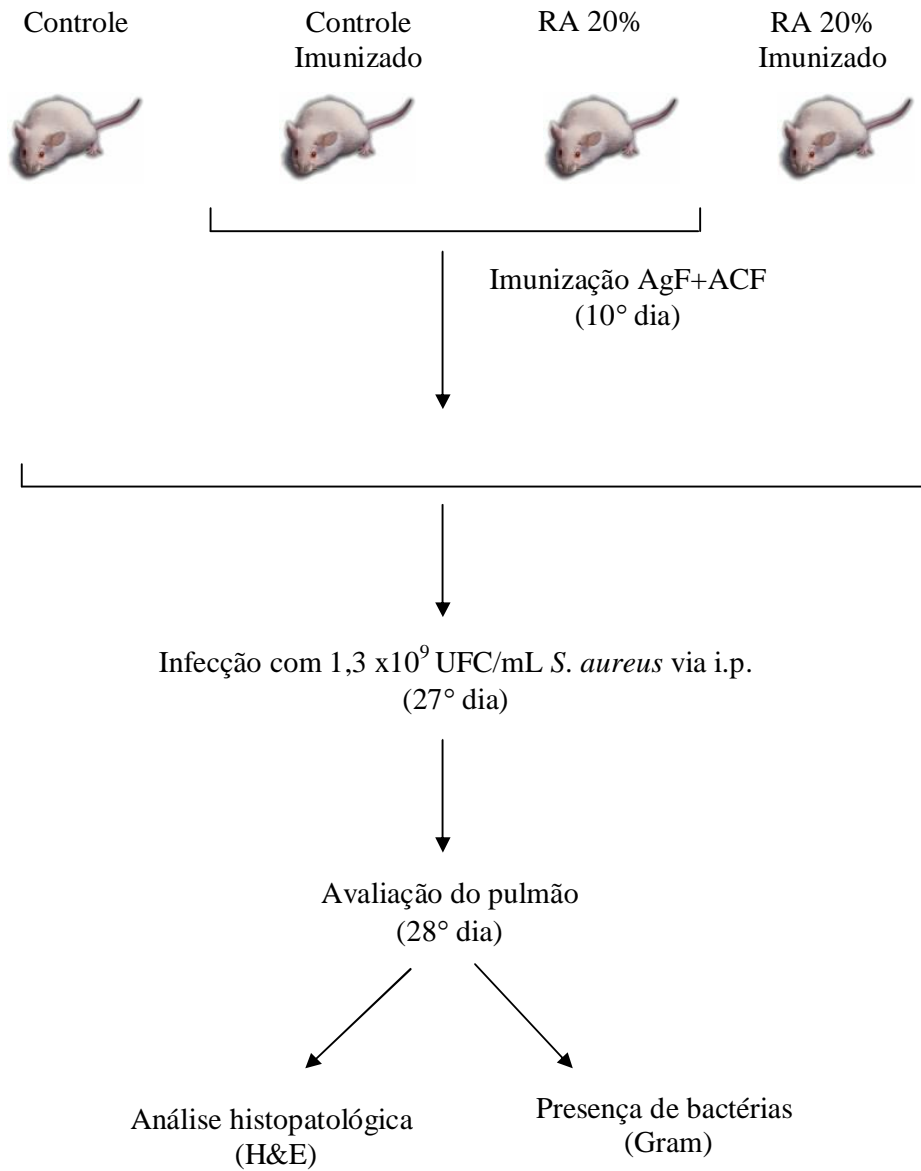 Controle
Controle
Imunizado
RA 20%
RA 20%
Imunizado
Imunização AgF+ACF
(10° dia)
Infecção com 1,3 x10⁹ UFC/mL S. aureus via i.p.
(27° dia)
Avaliação do pulmão
(28° dia)
Análise histopatológica
(H&E)
Presença de bactérias
(Gram)